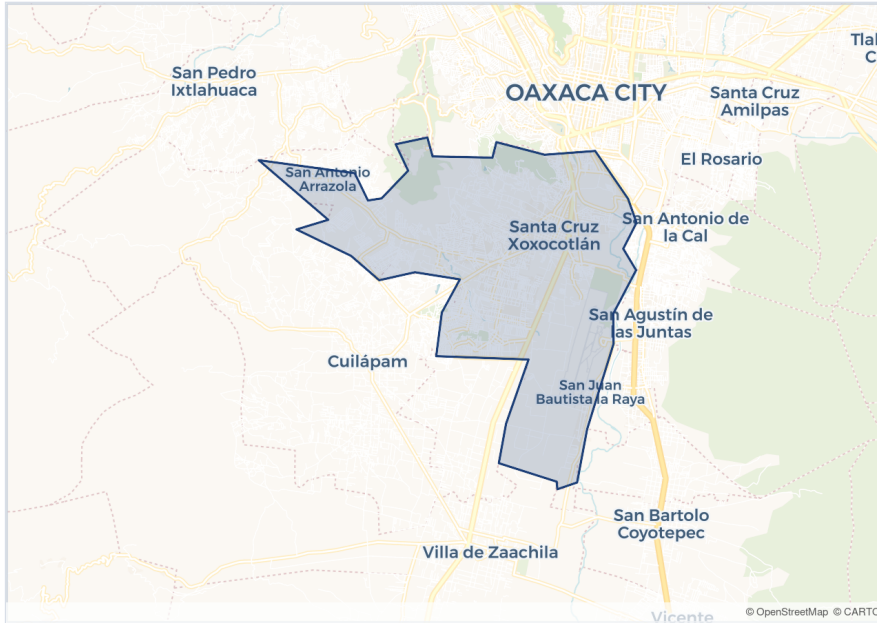 Tla
C
San Pedro
Ixtlahuaca
OAXACA CITY
Santa Cruz
Amilpas
El Rosario
San Antonio
Arrazola
Santa Cruz
Xoxocotlán
San Antonio de
la Cal
San Agustín de
las Juntas
Cuilápam
San Juan
Bautista la Raya
San Bartolo
Coyotepec
Villa de Zaachila
Vicente
© OpenStreetMap © CARTO